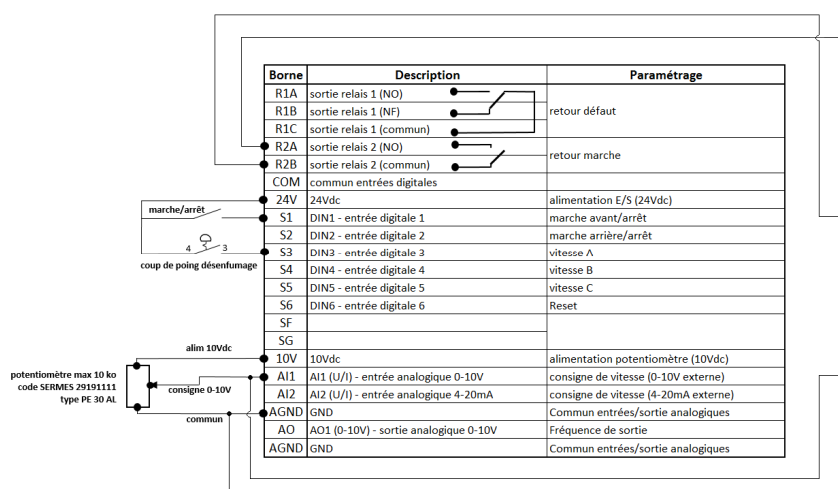 Borne Description Paramétrage
R1A sortie relais 1 (NO)
R1B sortie relais 1 (NF) retour défaut
R1C sortie relais 1 (commun)
R2A sortie relais 2 (NO)
retour marche
R2B sortie relais 2 (commun)
COM commun entrées digitales
24V 24Vdc alimentation E/S (24Vdc)
marche/arrêt
S1 DIN1 - entrée digitale 1 marche avant/arrêt
S2 DIN2 - entrée digitale 2 marche arrière/arrêt
4 3 S3 DIN3 - entrée digitale 3 vitesse A
coup de poing désenfumage
S4 DIN4 - entrée digitale 4 vitesse B
S5 DIN5 - entrée digitale 5 vitesse C
S6 DIN6 - entrée digitale 6 Reset
SF
SG
alim 10Vdc
10V 10Vdc alimentation potentiomètre (10Vdc)
potentiomètre max 10 ko
code SERMES 29191111
type PE 30 AL
consigne 0-10V
AI1 AI1 (U/I) - entrée analogique 0-10V consigne de vitesse (0-10V externe)
AI2 AI2 (U/I) - entrée analogique 4-20mA consigne de vitesse (4-20mA externe)
commun
AGND GND Commun entrées/sortie analogiques
AO AO1 (0-10V) - sortie analogique 0-10V Fréquence de sortie
AGND GND Commun entrées/sortie analogiques